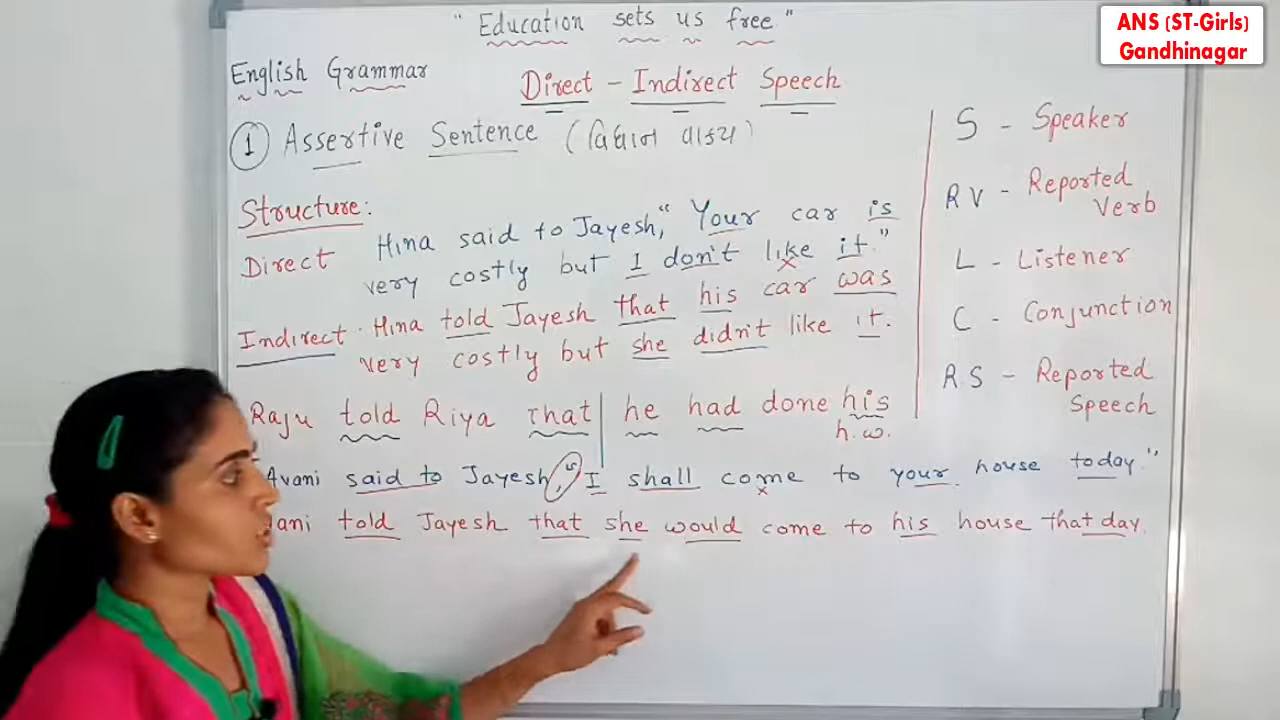 "Education sets us free."
ANS (ST-Girls)
Gandhinagar
English Grammar
Direct - Indirect Speech
① Assertive Sentence (વિધાન વાક્ય)
Structure:
Direct Hina said to Jayesh, "Your car is
very costly but I don't like it."
Indirect. Hina told Jayesh that his car was
very costly but she didn't like it.
Raju told Riya that he had done his
h.w.
Avani said to Jayesh, "I shall come to your house today."
ani told Jayesh that she would come to his house that day.
S - Speaker
RV - Reported
Verb
L - Listener
C - Conjunction
RS - Reported
Speech